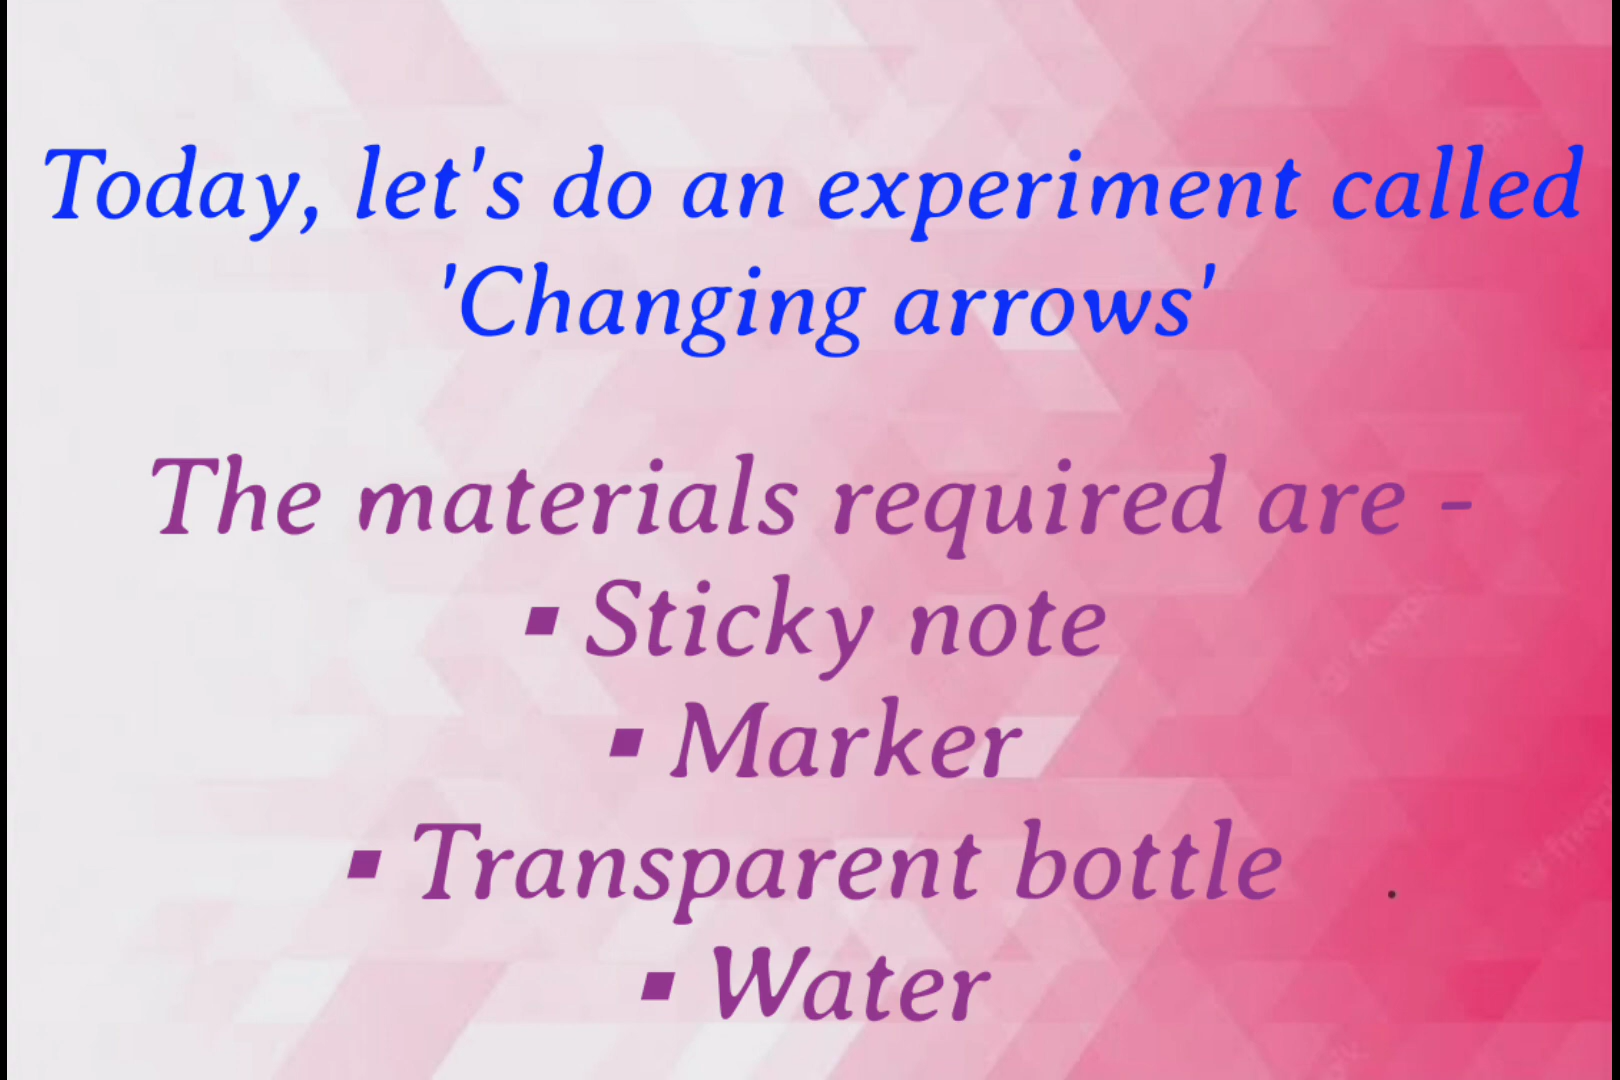 Today, let's do an experiment called
'Changing arrows'
The materials required are -
▪ Sticky note
▪ Marker
▪ Transparent bottle
▪ Water